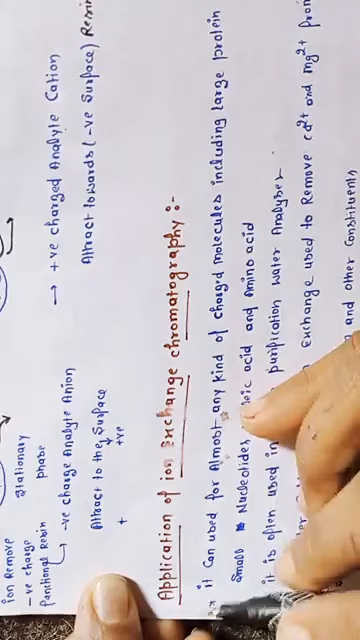 ion Remove
-ve charge
functional Resin
stationary
phase
-ve charge Analyte Anion
Attract to the Surface
+ +ve
→ +ve charged Analyte Cation
Attract towards (-ve Surface) Resin
Application of ion Exchange chromatography :-
it Can used for Almost any kind of charged molecules including large protein
Small Nucleotides, acid and Amino acid
it is often used in purification water Analyser
Exchange used to Remove and mg2+ from
and other Constituents